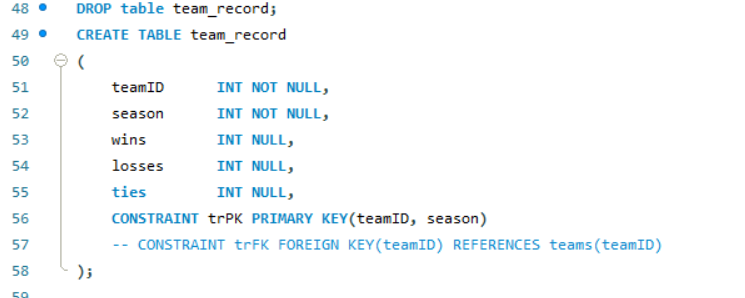 48 DROP table team_record;
49 CREATE TABLE team_record
50 (
51 teamID INT NOT NULL,
52 season INT NOT NULL,
53 wins INT NULL,
54 losses INT NULL,
55 ties INT NULL,
56 CONSTRAINT trPK PRIMARY KEY(teamID, season)
57 -- CONSTRAINT trFK FOREIGN KEY(teamID) REFERENCES teams(teamID)
58 );
59